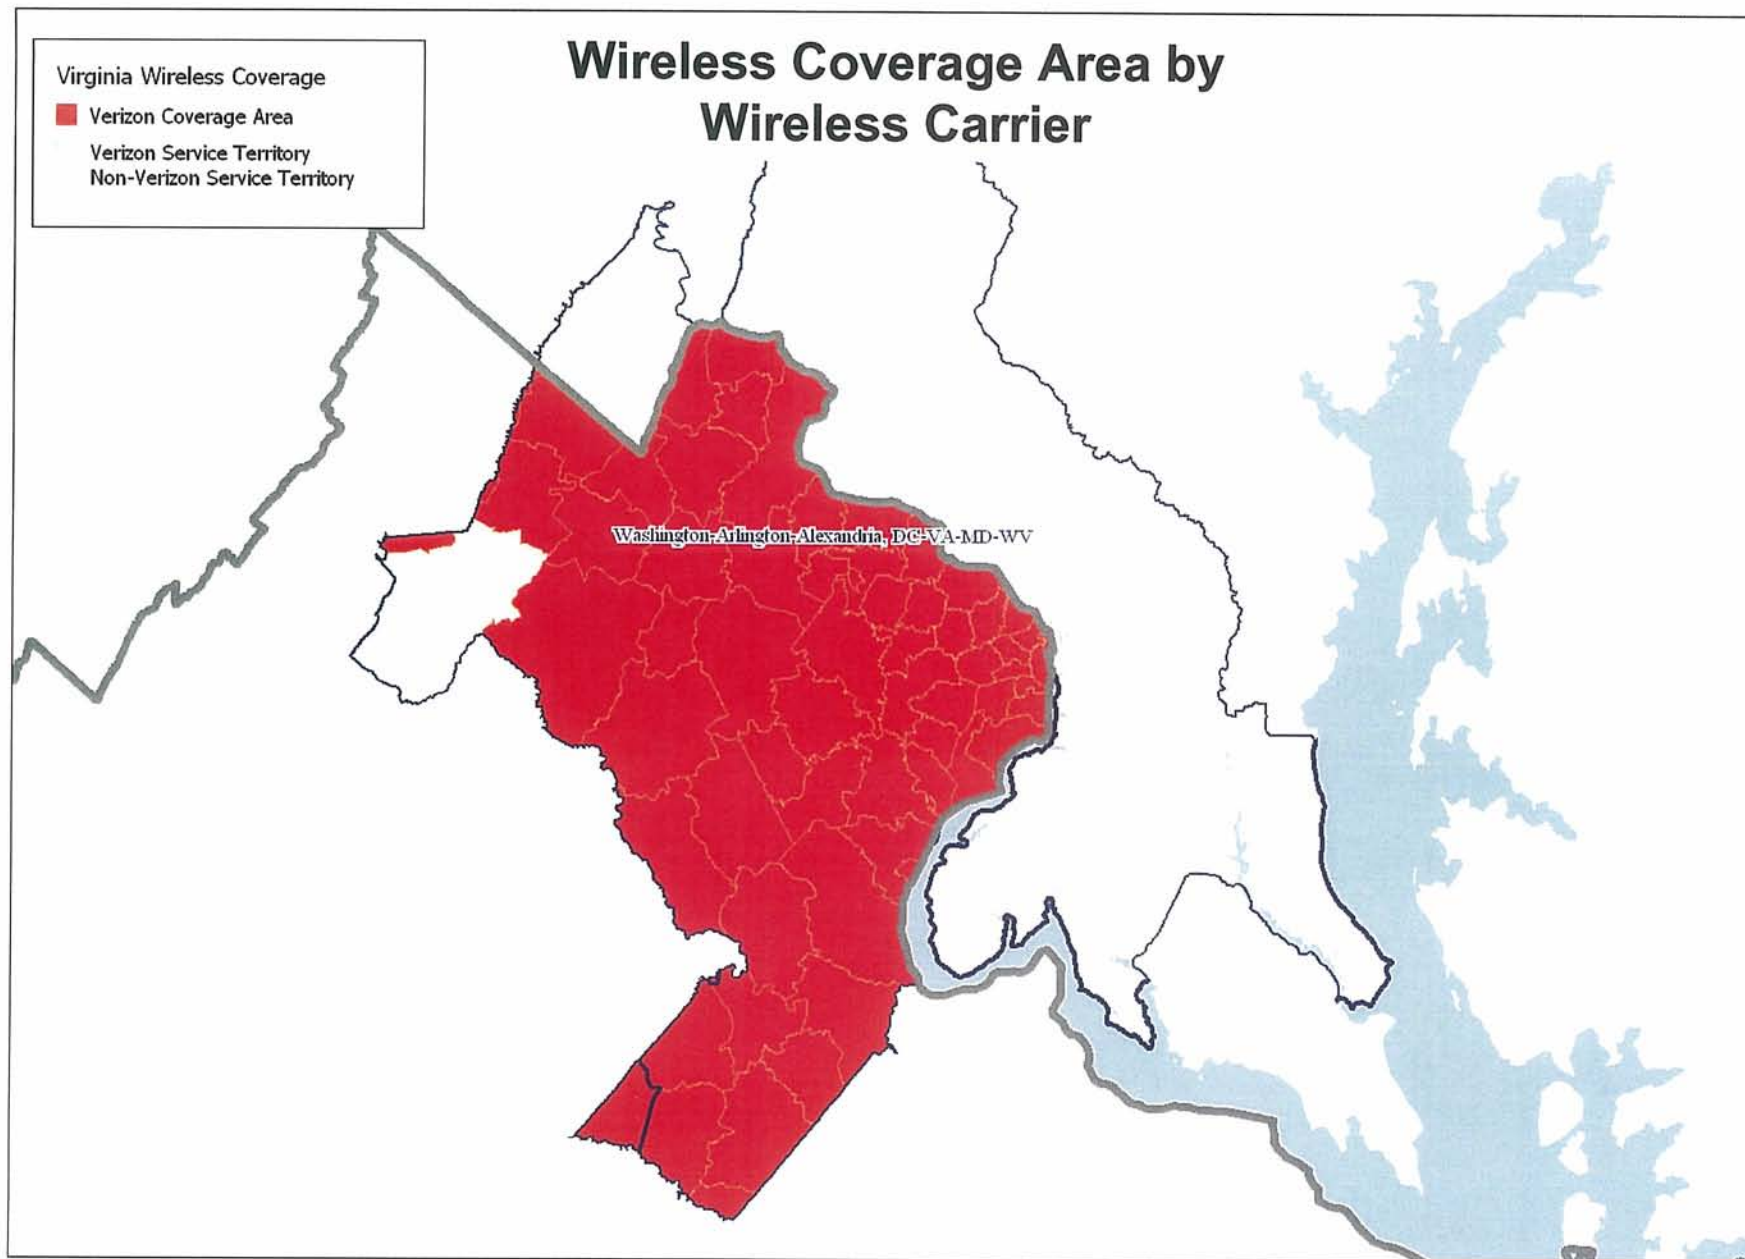 Wireless Coverage Area by
Wireless Carrier
Virginia Wireless Coverage
Verizon Coverage Area
Verizon Service Territory
Non-Verizon Service Territory
Washington-Arlington-Alexandria, DC-VA-MD-WV